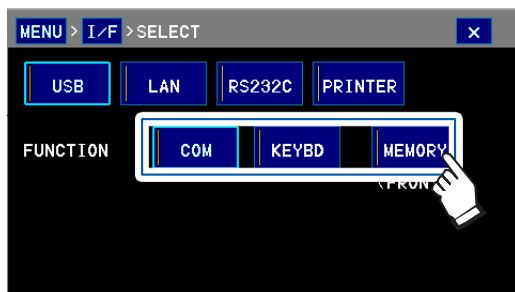 MENU > I/F > SELECT x
USB LAN RS232C PRINTER
FUNCTION COM KEYBD MEMORY